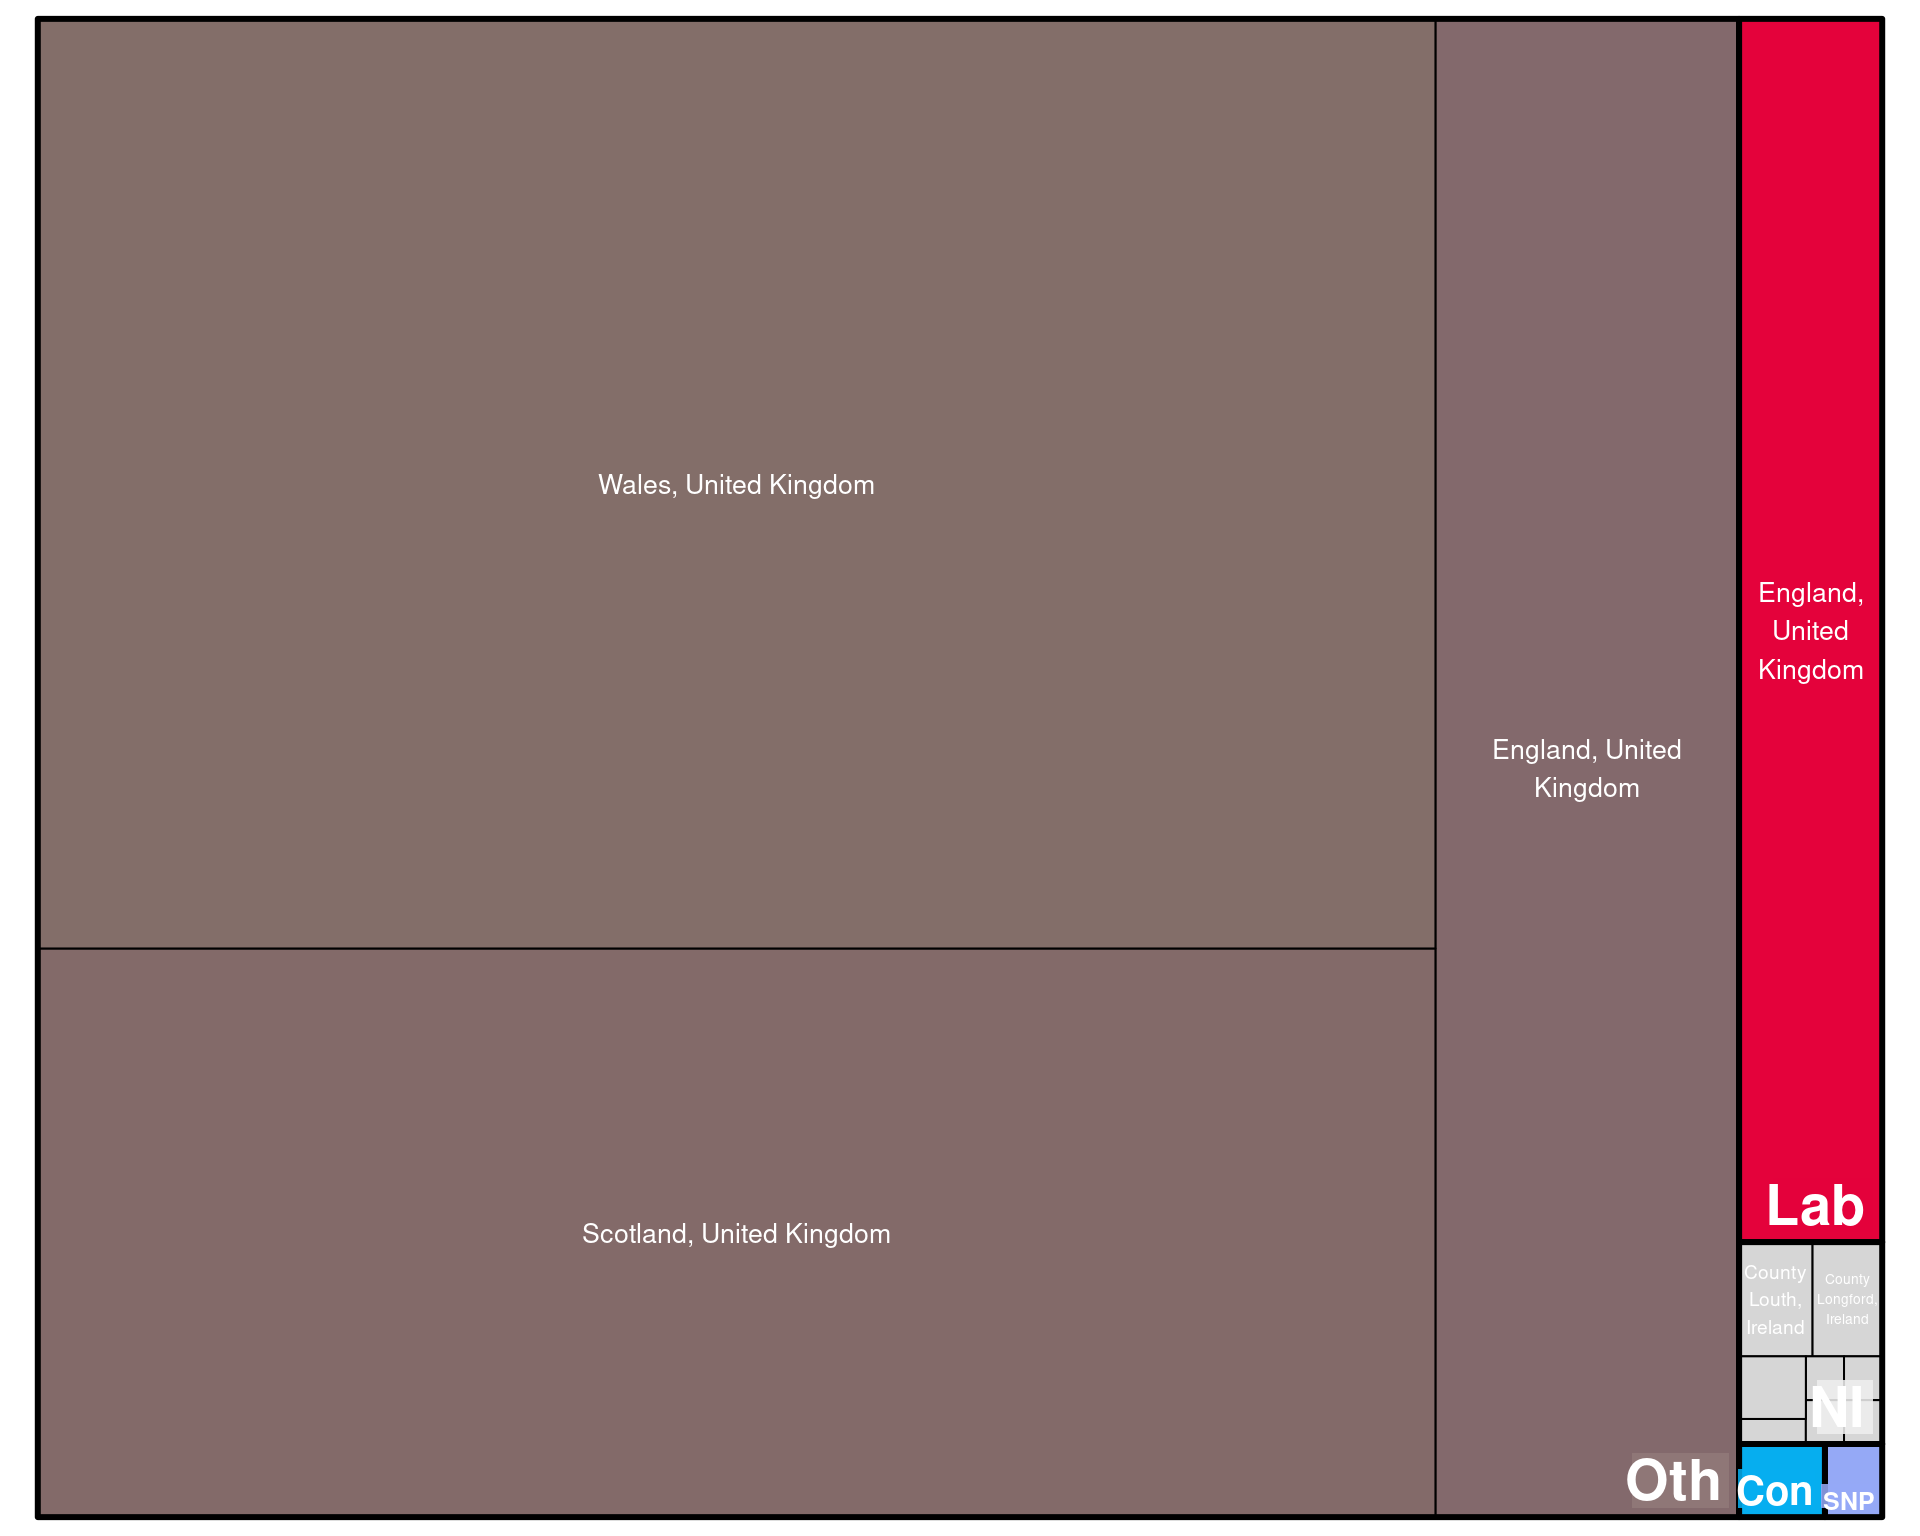 Wales, United Kingdom
Scotland, United Kingdom
England, United
Kingdom
Oth
England,
United
Kingdom
Lab
County
Louth,
Ireland
County
Longford,
Ireland
NI
Con
SNP